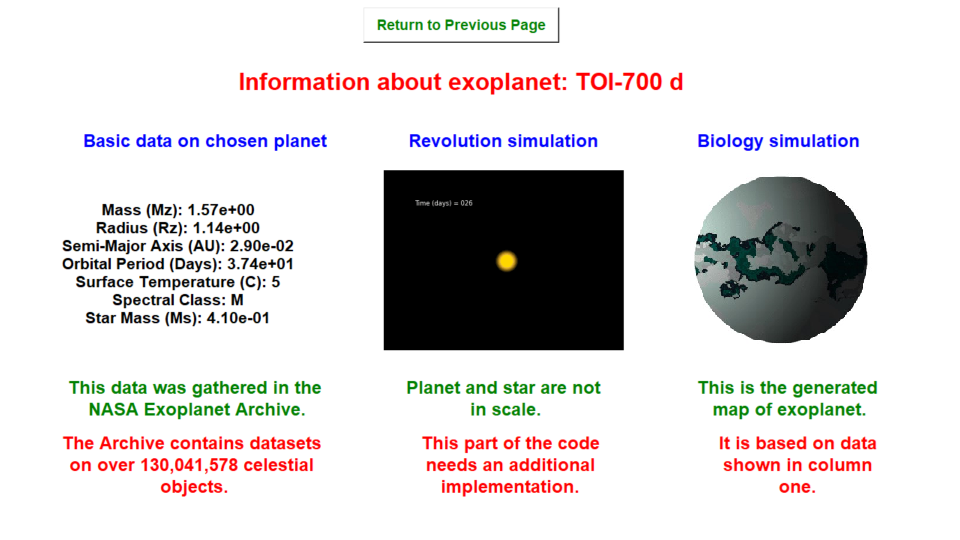 Return to Previous Page
Information about exoplanet: TOI-700 d
Basic data on chosen planet
Mass (Mz): 1.57e+00
Radius (Rz): 1.14e+00
Semi-Major Axis (AU): 2.90e-02
Orbital Period (Days): 3.74e+01
Surface Temperature (C): 5
Spectral Class: M
Star Mass (Ms): 4.10e-01
This data was gathered in the
NASA Exoplanet Archive.
The Archive contains datasets
on over 130,041,578 celestial
objects.
Revolution simulation
Time (days) = 026
Planet and star are not
in scale.
This part of the code
needs an additional
implementation.
Biology simulation
This is the generated
map of exoplanet.
It is based on data
shown in column
one.